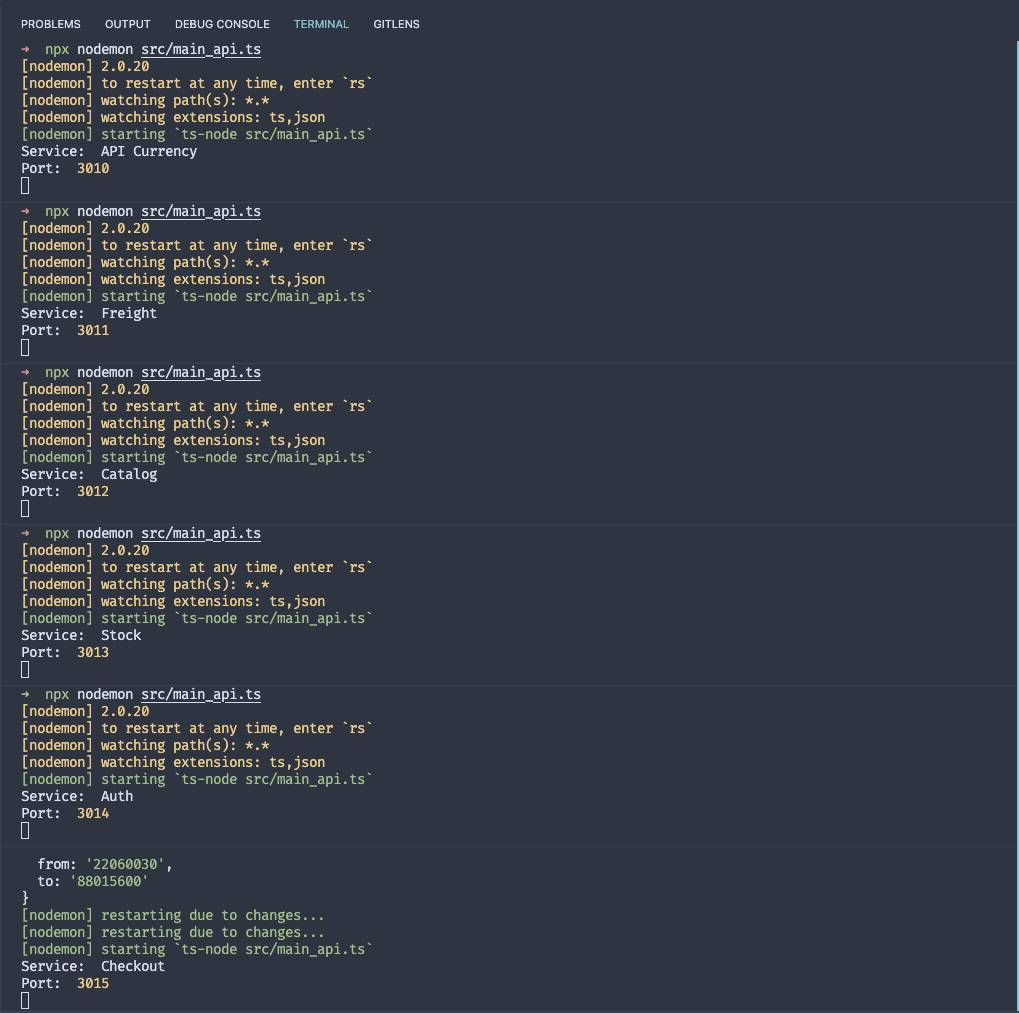 PROBLEMS OUTPUT DEBUG CONSOLE TERMINAL GITLENS
➜ npx nodemon src/main_api.ts
[nodemon] 2.0.20
[nodemon] to restart at any time, enter `rs`
[nodemon] watching path(s): *.*
[nodemon] watching extensions: ts,json
[nodemon] starting `ts-node src/main_api.ts`
Service:  API Currency
Port:  3010
➜ npx nodemon src/main_api.ts
[nodemon] 2.0.20
[nodemon] to restart at any time, enter `rs`
[nodemon] watching path(s): *.*
[nodemon] watching extensions: ts,json
[nodemon] starting `ts-node src/main_api.ts`
Service:  Freight
Port:  3011
➜ npx nodemon src/main_api.ts
[nodemon] 2.0.20
[nodemon] to restart at any time, enter `rs`
[nodemon] watching path(s): *.*
[nodemon] watching extensions: ts,json
[nodemon] starting `ts-node src/main_api.ts`
Service:  Catalog
Port:  3012
➜ npx nodemon src/main_api.ts
[nodemon] 2.0.20
[nodemon] to restart at any time, enter `rs`
[nodemon] watching path(s): *.*
[nodemon] watching extensions: ts,json
[nodemon] starting `ts-node src/main_api.ts`
Service:  Stock
Port:  3013
➜ npx nodemon src/main_api.ts
[nodemon] 2.0.20
[nodemon] to restart at any time, enter `rs`
[nodemon] watching path(s): *.*
[nodemon] watching extensions: ts,json
[nodemon] starting `ts-node src/main_api.ts`
Service:  Auth
Port:  3014
  from: '22060030',
  to: '88015600'
}
[nodemon] restarting due to changes...
[nodemon] restarting due to changes...
[nodemon] starting `ts-node src/main_api.ts`
Service:  Checkout
Port:  3015